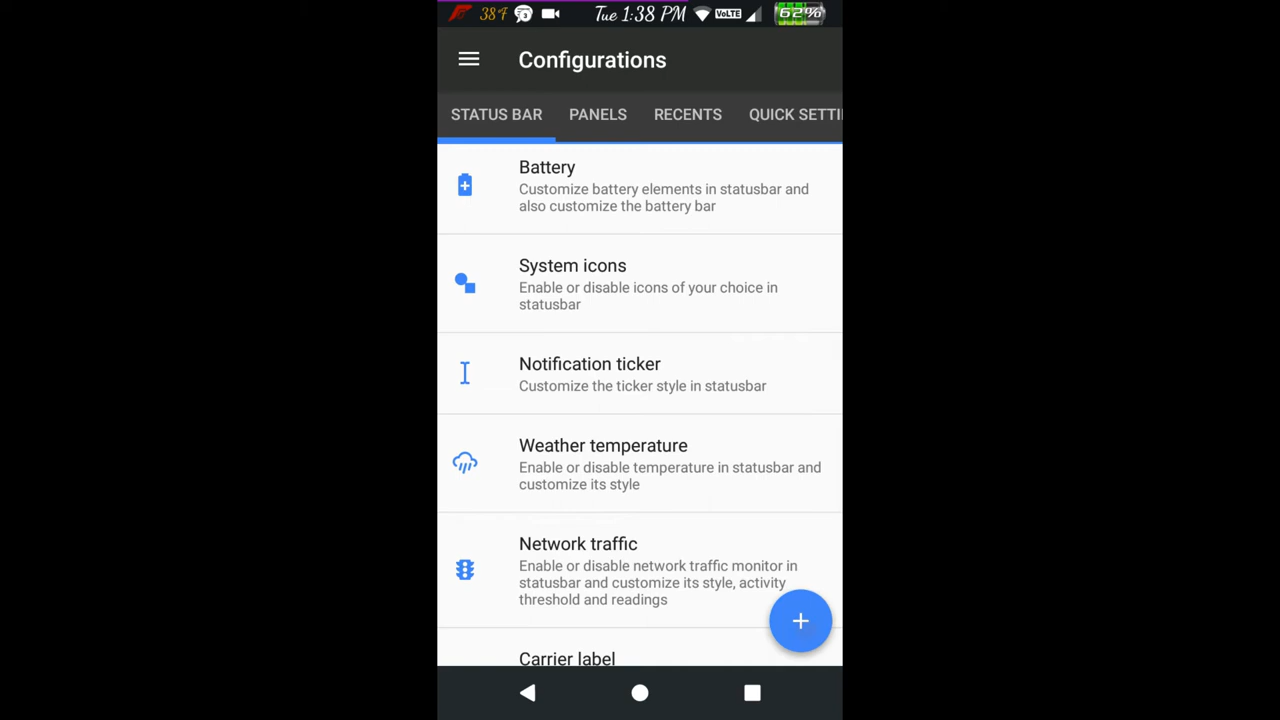 38F 3 Tue 1:38 PM VoLTE 62%
Configurations
STATUS BAR PANELS RECENTS QUICK SETTI
Battery
Customize battery elements in statusbar and
also customize the battery bar
System icons
Enable or disable icons of your choice in
statusbar
Notification ticker
Customize the ticker style in statusbar
Weather temperature
Enable or disable temperature in statusbar and
customize its style
Network traffic
Enable or disable network traffic monitor in
statusbar and customize its style, activity
threshold and readings
Carrier label